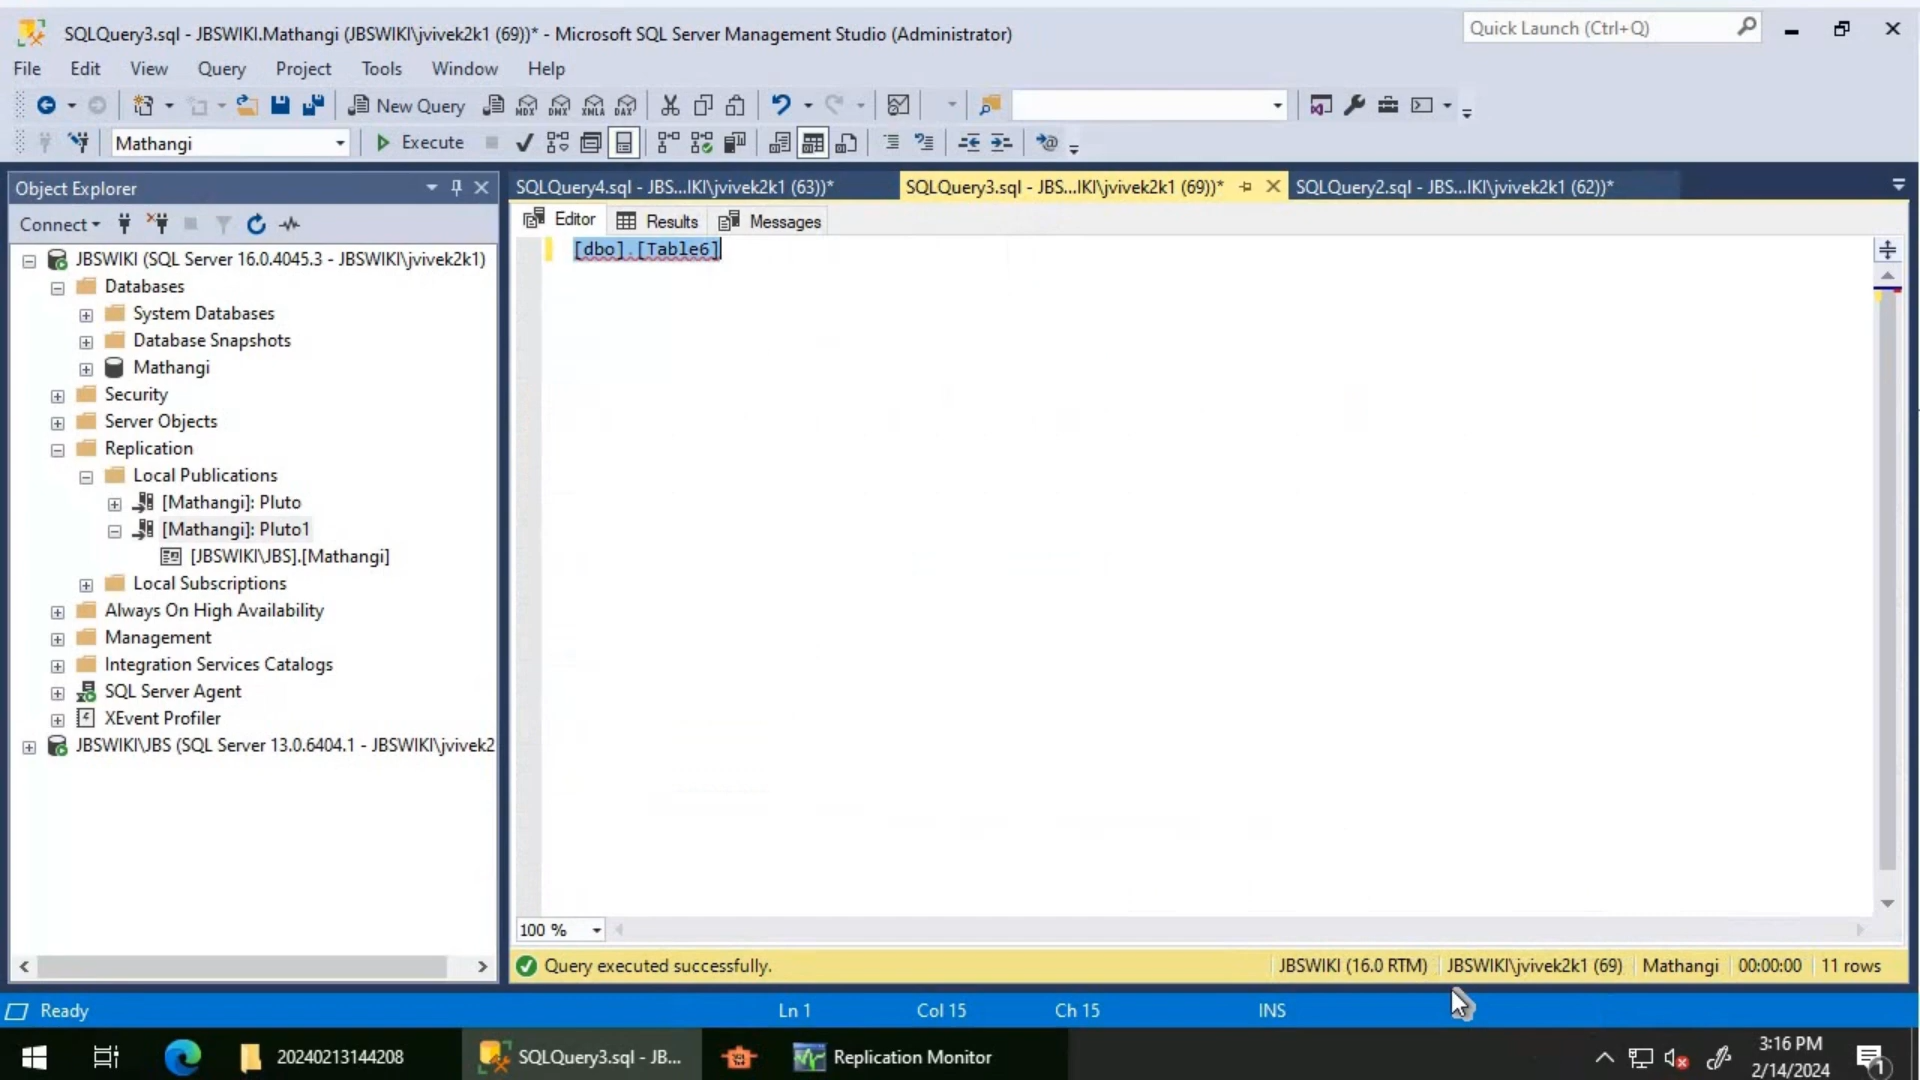 SQLQuery3.sql - JBSWIKI.Mathangi (JBSWIKI\jvivek2k1 (69))* - Microsoft SQL Server Management Studio (Administrator)
Quick Launch (Ctrl+Q)
File Edit View Query Project Tools Window Help
New Query MDX DMX XMLA DAX
Mathangi Execute
Object Explorer
SQLQuery4.sql - JBS...IKI\jvivek2k1 (63))* SQLQuery3.sql - JBS...IKI\jvivek2k1 (69))* SQLQuery2.sql - JBS...IKI\jvivek2k1 (62))*
Connect
Editor Results Messages
[dbo].[Table6]
JBSWIKI (SQL Server 16.0.4045.3 - JBSWIKI\jvivek2k1)
Databases
System Databases
Database Snapshots
Mathangi
Security
Server Objects
Replication
Local Publications
[Mathangi]: Pluto
[Mathangi]: Pluto1
[JBSWIKI\JBS].[Mathangi]
Local Subscriptions
Always On High Availability
Management
Integration Services Catalogs
SQL Server Agent
XEvent Profiler
JBSWIKI\JBS (SQL Server 13.0.6404.1 - JBSWIKI\jvivek2
100 %
Query executed successfully. JBSWIKI (16.0 RTM) JBSWIKI\jvivek2k1 (69) Mathangi 00:00:00 11 rows
Ready Ln 1 Col 15 Ch 15 INS
20240213144208 SQLQuery3.sql - JB... Replication Monitor
3:16 PM
2/14/2024
1